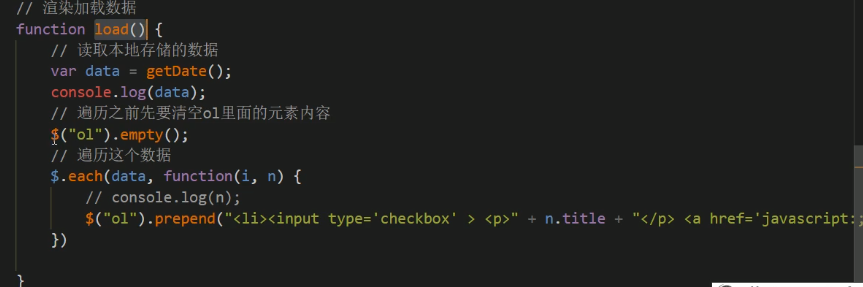 // 渲染加载数据
function load() {
// 读取本地存储的数据
var data = getDate();
console.log(data);
// 遍历之前先要清空ol里面的元素内容
$("ol").empty();
// 遍历这个数据
$.each(data, function(i, n) {
// console.log(n);
$("ol").prepend("<li><input type='checkbox' > <p>" + n.title + "</p> <a href='javascript:;
})
}